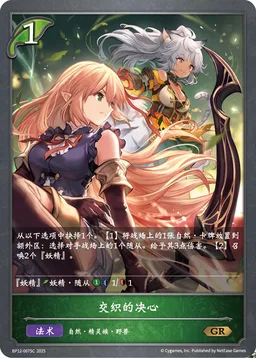 1
从以下选项中抉择1个。【1】将战场上的1张自然·卡牌放置到
额外区：选择对手战场上的1个随从。给予其3点伤害。【2】召
唤2个『妖精』。
『妖精』妖精·随从 1 1/1
交织的决心
法术 自然·精灵族·野兽 GR
EP12-007SC 2025 © Cygames, Inc. Published by NetEase Games